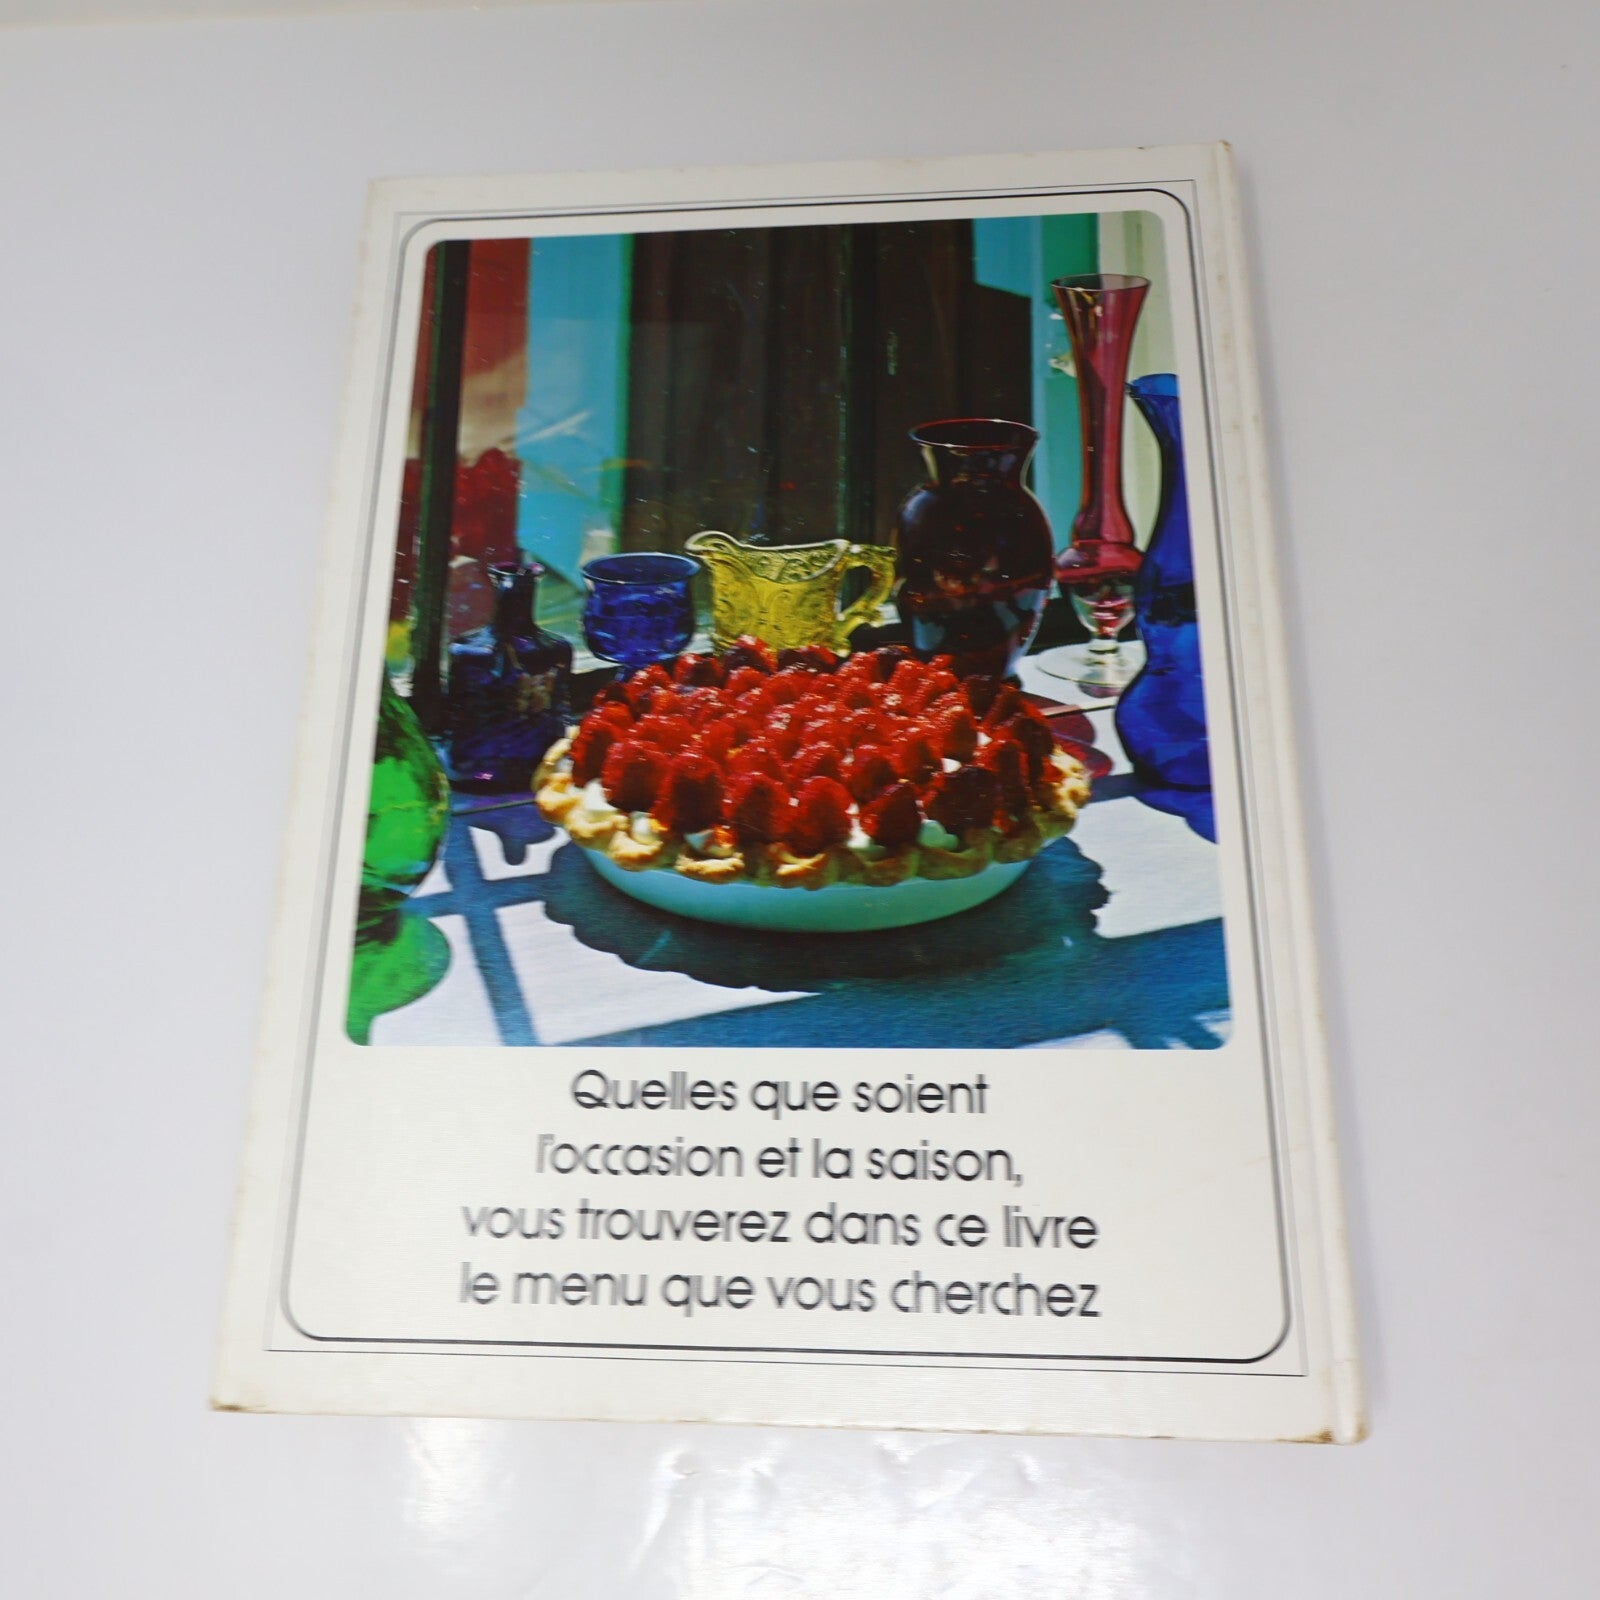 Quelles que soient
l'occasion et la saison,
vous trouverez dans ce livre
le menu que vous cherchez